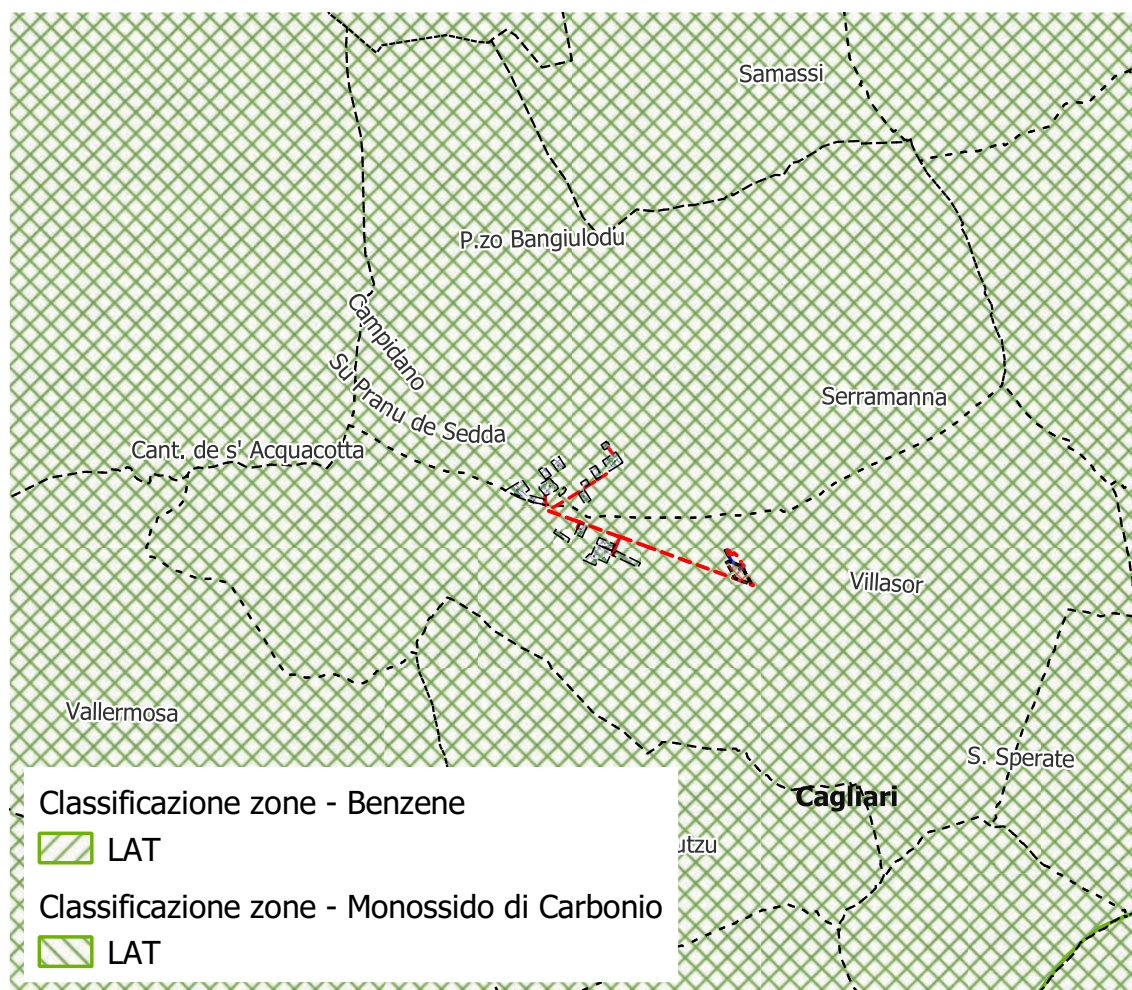 Samassi
P.zo Bangiulodu
Campidano
Su Pranu de Sedda
Serramanna
Cant. de s' Acquacotta
Villasor
Vallermosa
S. Sperate
Cagliari
utzu
Classificazione zone - Benzene
LAT
Classificazione zone - Monossido di Carbonio
LAT